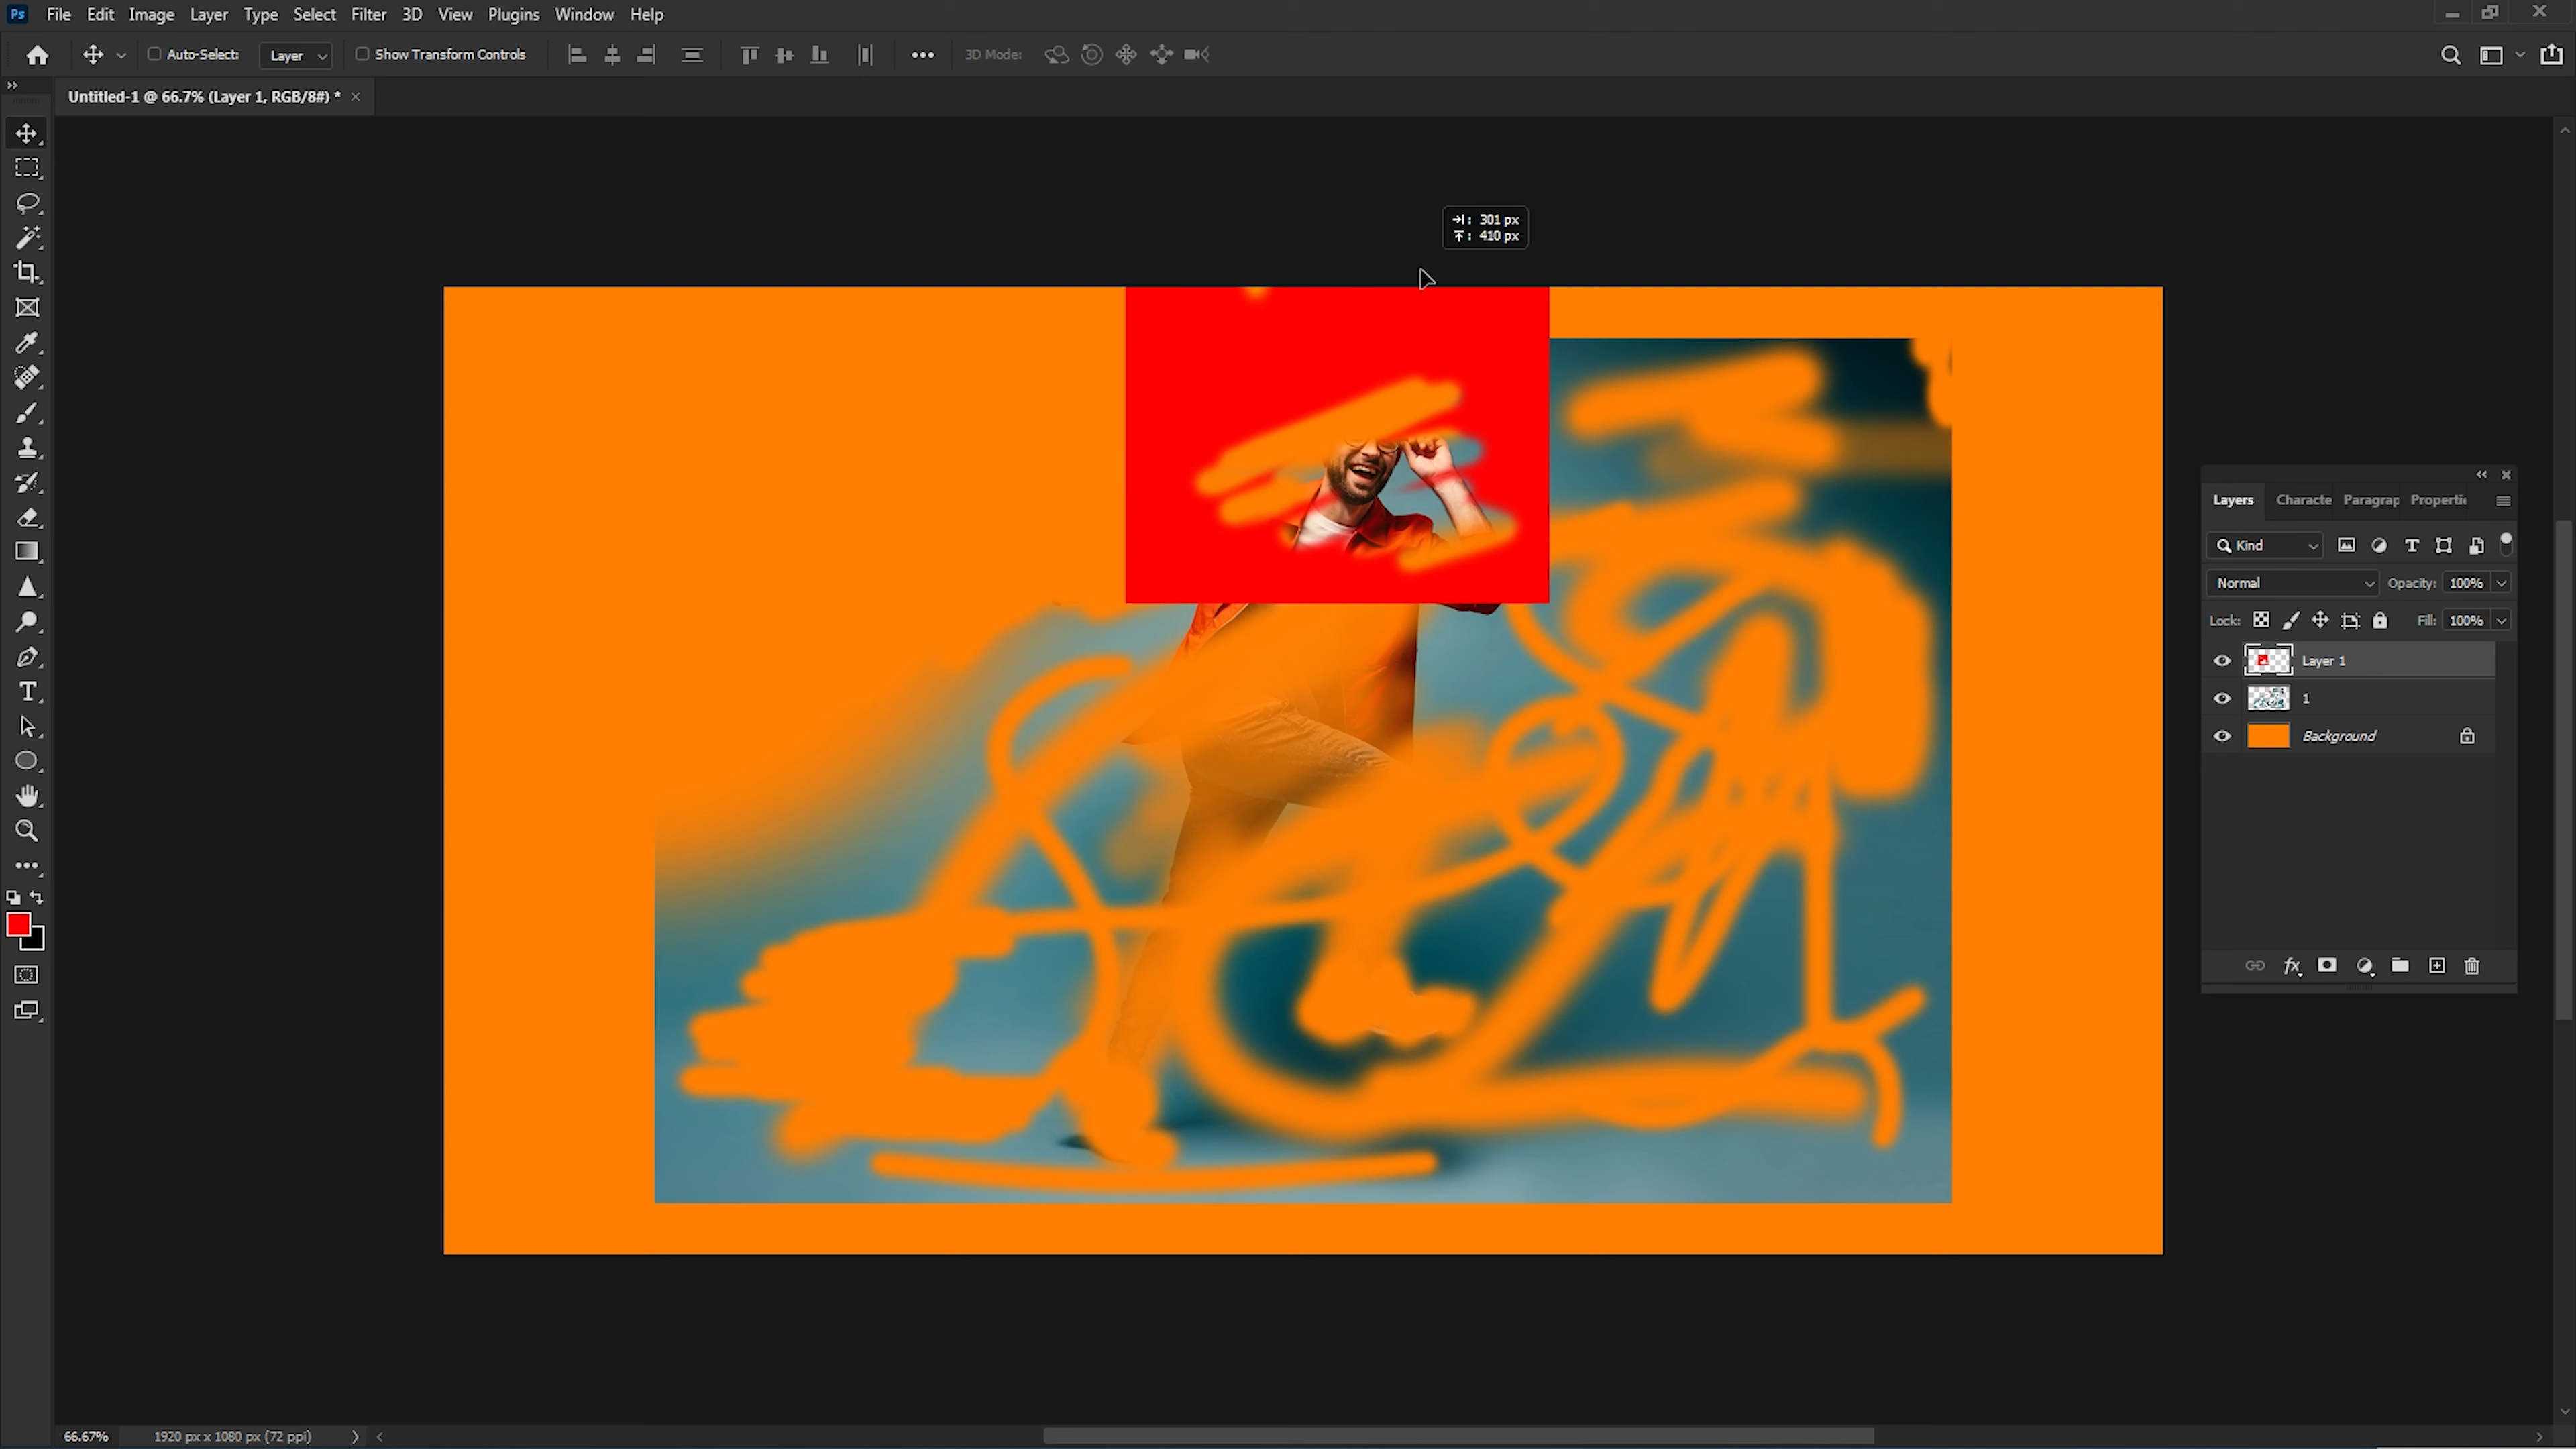 Ps File Edit Image Layer Type Select Filter 3D View Plugins Window Help
Auto-Select: Layer Show Transform Controls 3D Mode:
Untitled-1 @ 66.7% (Layer 1, RGB/8#) *
: 301 px
: 410 px
Layers Characte Paragrap Properti
Kind
Normal Opacity: 100%
Lock: Fill: 100%
Layer 1
1
Background
fx
66.67% 1920 px x 1080 px (72 ppi)